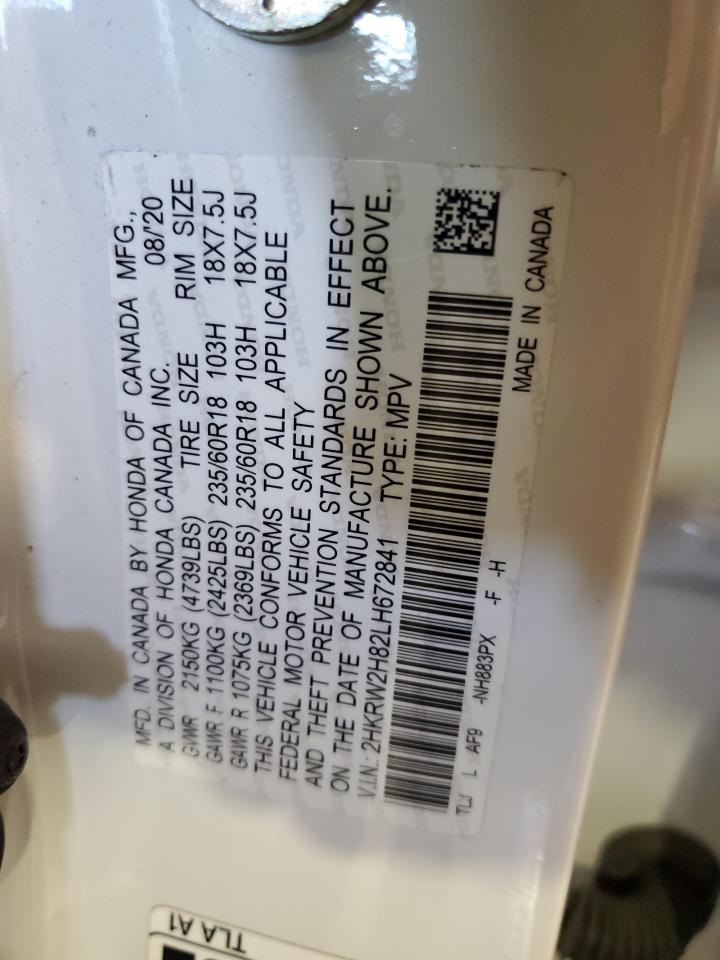 MFD. IN CANADA BY HONDA OF CANADA MFG.,
A DIVISION OF HONDA CANADA INC. 08/'20
GVWR 2150KG (4739LBS) TIRE SIZE RIM SIZE
GAWR F 1100KG (2425LBS) 235/60R18 103H 18X7.5J
GAWR R 1075KG (2369LBS) 235/60R18 103H 18X7.5J
THIS VEHICLE CONFORMS TO ALL APPLICABLE
FEDERAL MOTOR VEHICLE SAFETY
AND THEFT PREVENTION STANDARDS IN EFFECT
ON THE DATE OF MANUFACTURE SHOWN ABOVE.
V.I.N.: 2HKRW2H82LH672841 TYPE: MPV
TLJ L AF9 -NH883PX -F -H MADE IN CANADA
TLA A1